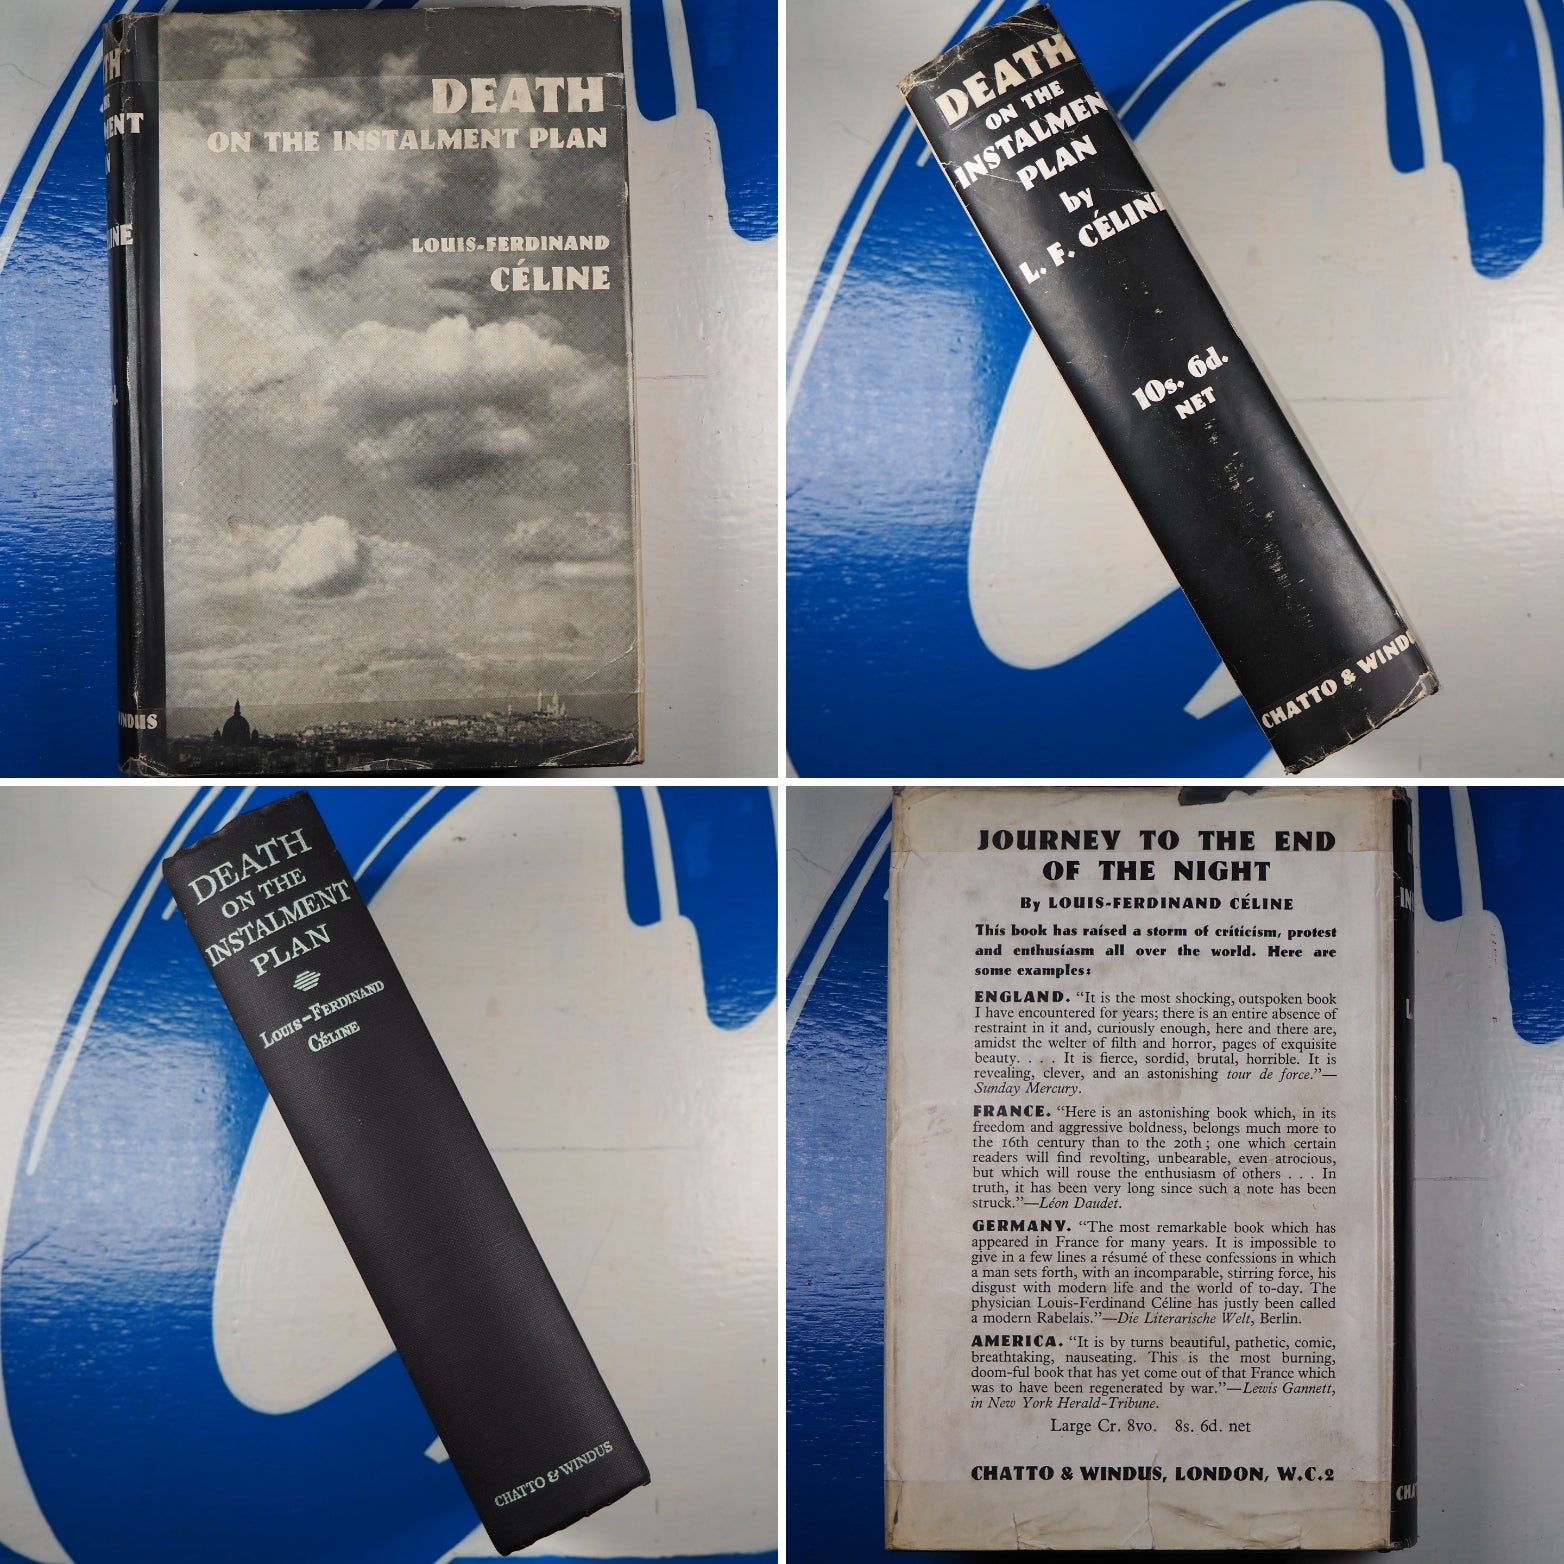 DEATH
ON THE INSTALMENT PLAN
LOUIS-FERDINAND
CÉLINE
DEATH
ON THE
INSTALMEN
PLAN
by
L. F. CÉLIN
10s. 6d.
NET
CHATTO & WINDU
DEATH
ON THE
INSTALMENT
PLAN
LOUIS-FERDINAND
CÉLINE
CHATTO & WINDUS
JOURNEY TO THE END
OF THE NIGHT
By LOUIS-FERDINAND CÉLINE
This book has raised a storm of criticism, protest
and enthusiasm all over the world. Here are
some examples:
ENGLAND. "It is the most shocking, outspoken book
I have encountered for years; there is an entire absence of
restraint in it and, curiously enough, here and there are,
amidst the welter of filth and horror, pages of exquisite
beauty. . . . It is fierce, sordid, brutal, horrible. It is
revealing, clever, and an astonishing tour de force."—
Sunday Mercury.
FRANCE. "Here is an astonishing book which, in its
freedom and aggressive boldness, belongs much more to
the 16th century than to the 20th; one which certain
readers will find revolting, unbearable, even atrocious,
but which will rouse the enthusiasm of others . . . In
truth, it has been very long since such a note has been
struck."—Léon Daudet.
GERMANY. "The most remarkable book which has
appeared in France for many years. It is impossible to
give in a few lines a résumé of these confessions in which
a man sets forth, with an incomparable, stirring force, his
disgust with modern life and the world of to-day. The
physician Louis-Ferdinand Céline has justly been called
a modern Rabelais."—Die Literarische Welt, Berlin.
AMERICA. "It is by turns beautiful, pathetic, comic,
breathtaking, nauseating. This is the most burning,
doom-ful book that has yet come out of that France which
was to have been regenerated by war."—Lewis Gannett,
in New York Herald-Tribune.
Large Cr. 8vo. 8s. 6d. net
CHATTO & WINDUS, LONDON, W.C.2